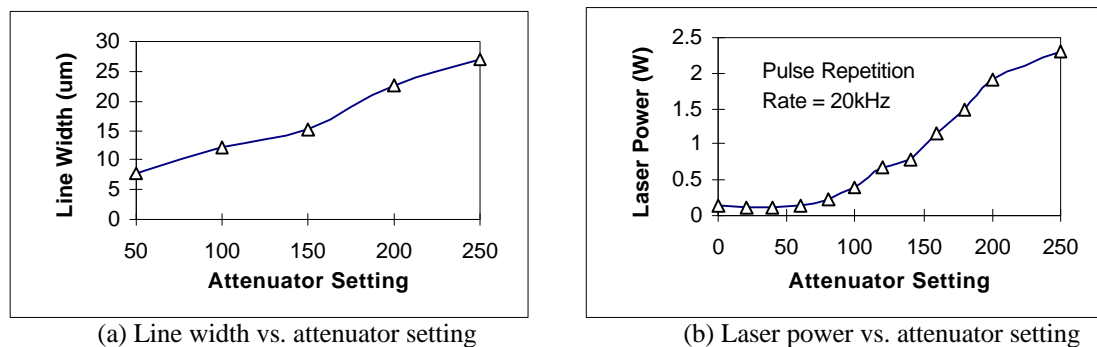 30
25
20
15
10
5
0
Line Width (um)
50 100 150 200 250
Attenuator Setting
(a) Line width vs. attenuator setting
2.5
2
1.5
1
0.5
0
Laser Power (W)
Pulse Repetition
Rate = 20kHz
0 50 100 150 200 250
Attenuator Setting
(b) Laser power vs. attenuator setting